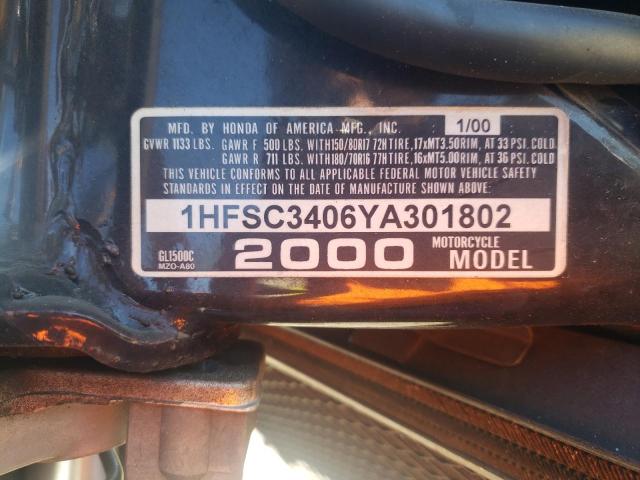 MFD. BY HONDA OF AMERICA MFG., INC. 1/00
GVWR 1133 LBS. GAWR F 500 LBS. WITH150/80R17 72H TIRE, 17xMT3.50RIM, AT 33 PSI. COLD
GAWR R 711 LBS. WITH180/70R16 77H TIRE, 16xMT5.00RIM, AT 36 PSI. COLD
THIS VEHICLE CONFORMS TO ALL APPLICABLE FEDERAL MOTOR VEHICLE SAFETY
STANDARDS IN EFFECT ON THE DATE OF MANUFACTURE SHOWN ABOVE:
1HFSC3406YA301802
GL1500C
MZO-A80
2000
MOTORCYCLE
MODEL